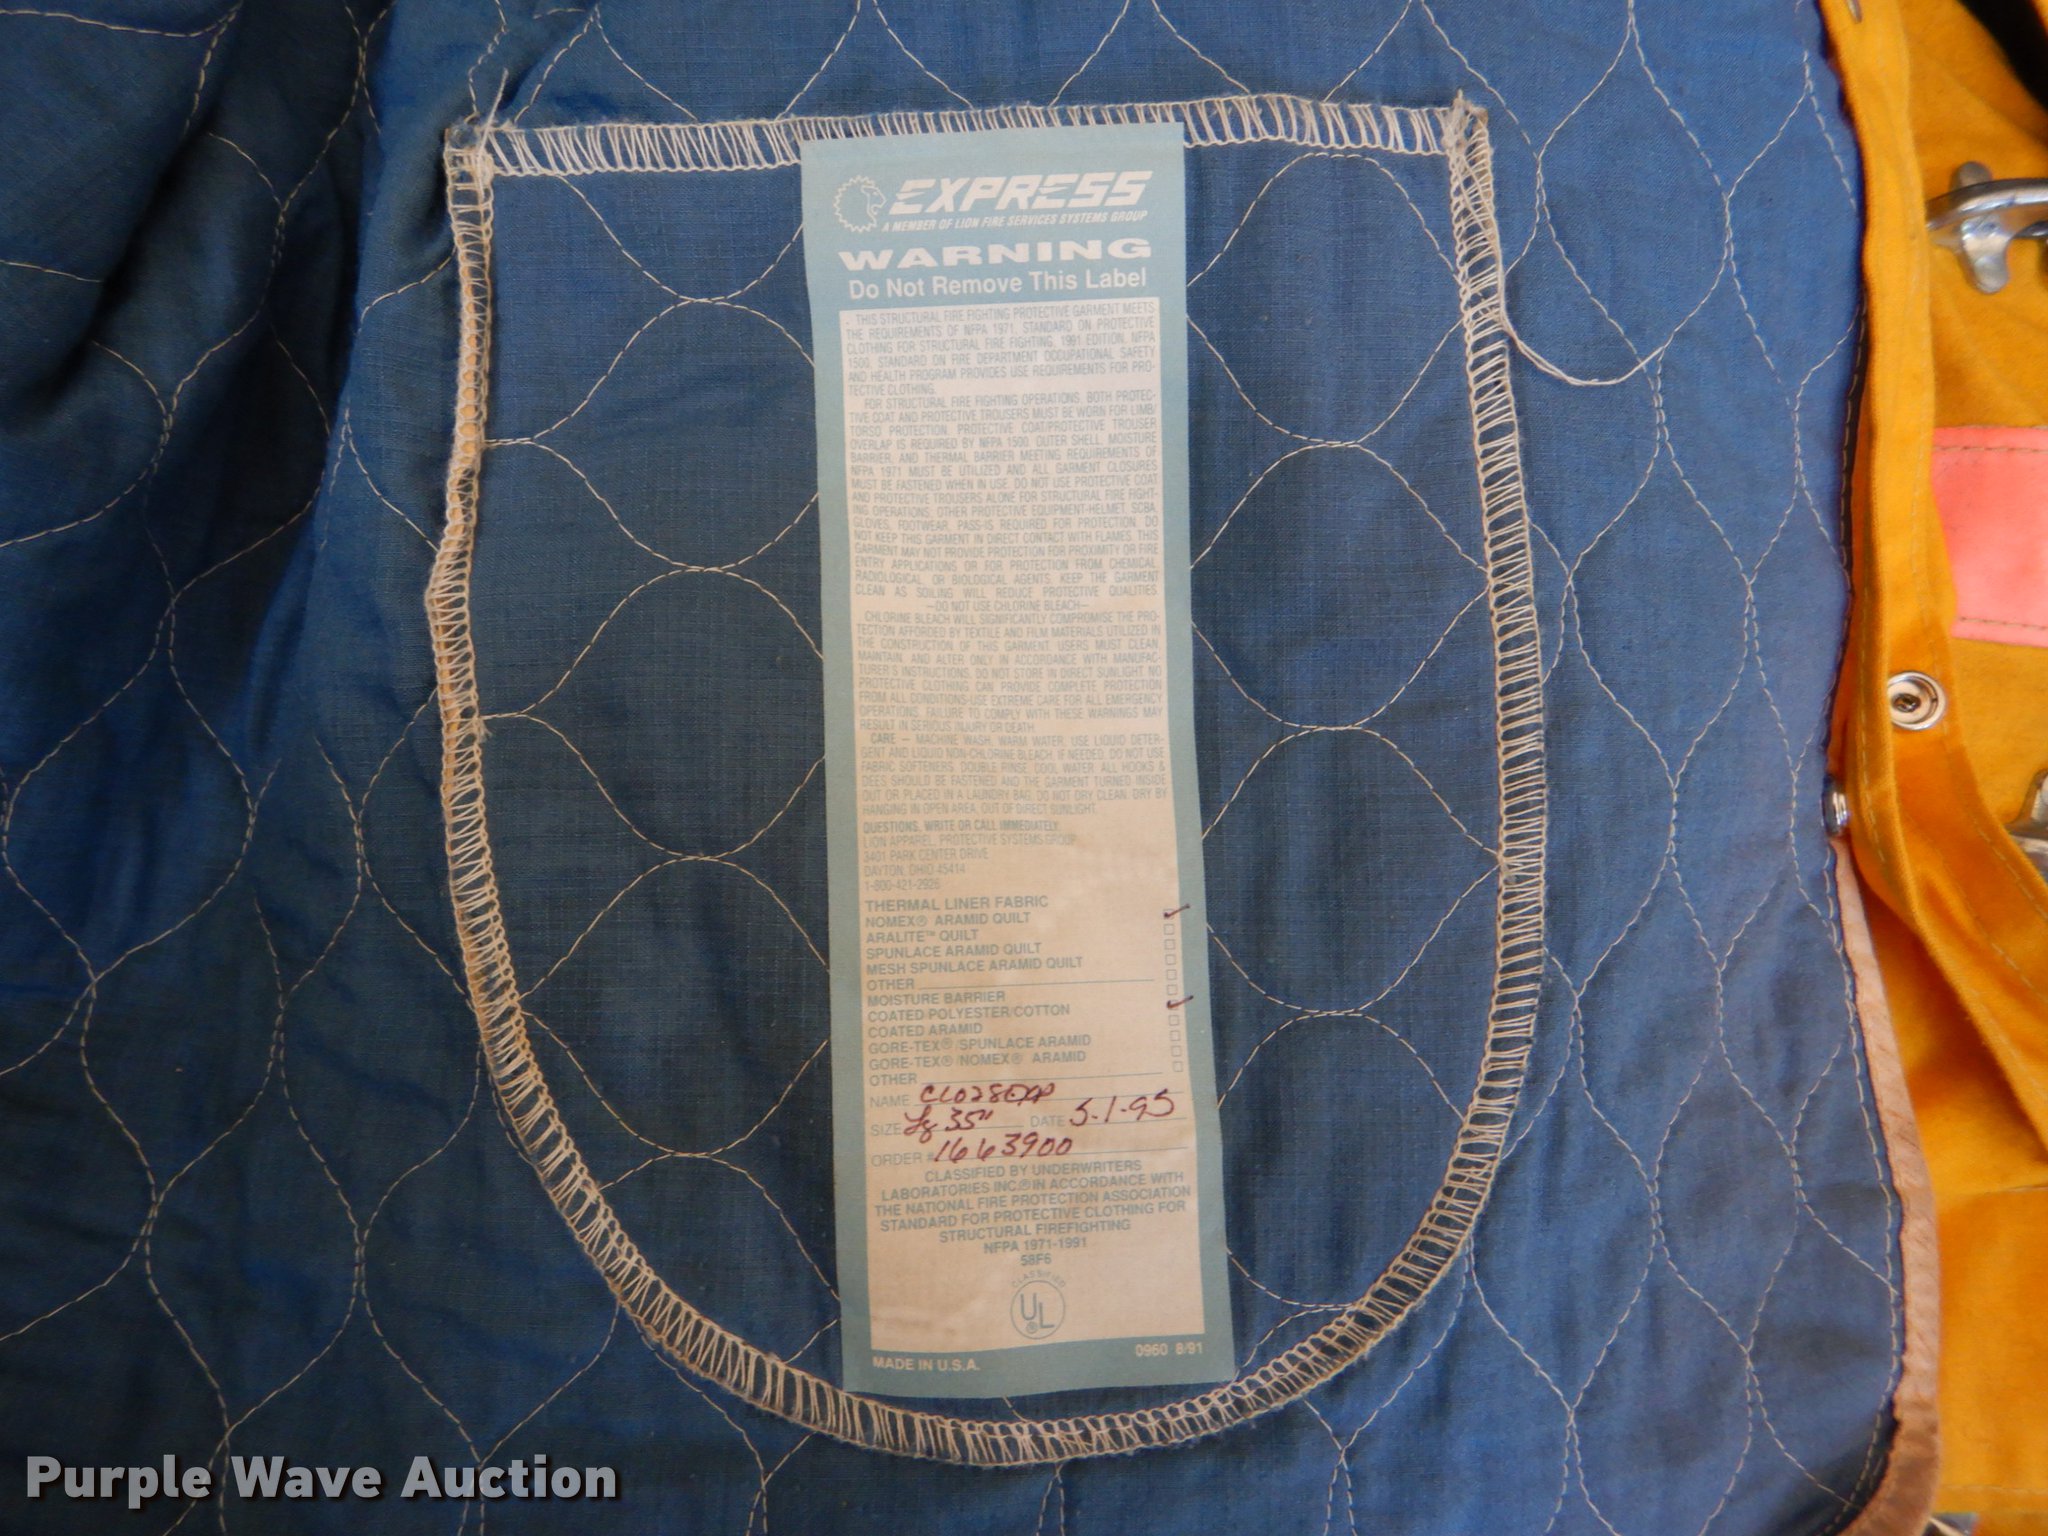 EXPRESS
A MEMBER OF LION FIRE SERVICES SYSTEMS GROUP
WARNING
Do Not Remove This Label
- THIS STRUCTURAL FIRE FIGHTING PROTECTIVE GARMENT MEETS
THE REQUIREMENTS OF NFPA 1971, STANDARD ON PROTECTIVE
CLOTHING FOR STRUCTURAL FIRE FIGHTING, 1991 EDITION. NFPA
1500, STANDARD ON FIRE DEPARTMENT OCCUPATIONAL SAFETY
AND HEALTH PROGRAM PROVIDES USE REQUIREMENTS FOR PRO-
TECTIVE CLOTHING.
FOR STRUCTURAL FIRE FIGHTING OPERATIONS, BOTH PROTEC-
TIVE COAT AND PROTECTIVE TROUSERS MUST BE WORN FOR LIMB/
TORSO PROTECTION. PROTECTIVE COAT/PROTECTIVE TROUSER
OVERLAP IS REQUIRED BY NFPA 1500. OUTER SHELL, MOISTURE
BARRIER, AND THERMAL BARRIER MEETING REQUIREMENTS OF
NFPA 1971 MUST BE UTILIZED AND ALL GARMENT CLOSURES
MUST BE FASTENED WHEN IN USE. DO NOT USE PROTECTIVE COAT
AND PROTECTIVE TROUSERS ALONE FOR STRUCTURAL FIRE FIGHT-
ING OPERATIONS; OTHER PROTECTIVE EQUIPMENT-HELMET, SCBA,
GLOVES, FOOTWEAR, PASS-IS REQUIRED FOR PROTECTION. DO
NOT KEEP THIS GARMENT IN DIRECT CONTACT WITH FLAMES. THIS
GARMENT MAY NOT PROVIDE PROTECTION FOR PROXIMITY OR FIRE
ENTRY APPLICATIONS OR FOR PROTECTION FROM CHEMICAL,
RADIOLOGICAL, OR BIOLOGICAL AGENTS. KEEP THE GARMENT
CLEAN AS SOILING WILL REDUCE PROTECTIVE QUALITIES.
—DO NOT USE CHLORINE BLEACH—
CHLORINE BLEACH WILL SIGNIFICANTLY COMPROMISE THE PRO-
TECTION AFFORDED BY TEXTILE AND FILM MATERIALS UTILIZED IN
THE CONSTRUCTION OF THIS GARMENT. USERS MUST CLEAN,
MAINTAIN, AND ALTER ONLY IN ACCORDANCE WITH MANUFAC-
TURER'S INSTRUCTIONS. DO NOT STORE IN DIRECT SUNLIGHT. NO
PROTECTIVE CLOTHING CAN PROVIDE COMPLETE PROTECTION
FROM ALL CONDITIONS-USE EXTREME CARE FOR ALL EMERGENCY
OPERATIONS. FAILURE TO COMPLY WITH THESE WARNINGS MAY
RESULT IN SERIOUS INJURY OR DEATH.
CARE — MACHINE WASH, WARM WATER. USE LIQUID DETER-
GENT AND LIQUID NON-CHLORINE BLEACH, IF NEEDED. DO NOT USE
FABRIC SOFTENERS. DOUBLE RINSE, COOL WATER. ALL HOOKS &
DEES SHOULD BE FASTENED AND THE GARMENT TURNED INSIDE
OUT OR PLACED IN A LAUNDRY BAG. DO NOT DRY CLEAN. DRY BY
HANGING IN OPEN AREA, OUT OF DIRECT SUNLIGHT.
QUESTIONS, WRITE OR CALL IMMEDIATELY:
LION APPAREL, PROTECTIVE SYSTEMS GROUP
3401 PARK CENTER DRIVE
DAYTON, OHIO 45414
1-800-421-2926
THERMAL LINER FABRIC
NOMEX® ARAMID QUILT
ARALITE™ QUILT
SPUNLACE ARAMID QUILT
MESH SPUNLACE ARAMID QUILT
OTHER
MOISTURE BARRIER
COATED POLYESTER/COTTON
COATED ARAMID
GORE-TEX®/SPUNLACE ARAMID
GORE-TEX®/NOMEX® ARAMID
OTHER
NAME CL028EXP
SIZE Lg 35" DATE 5-1-95
ORDER # 1663900
CLASSIFIED BY UNDERWRITERS
LABORATORIES INC.® IN ACCORDANCE WITH
THE NATIONAL FIRE PROTECTION ASSOCIATION
STANDARD FOR PROTECTIVE CLOTHING FOR
STRUCTURAL FIREFIGHTING
NFPA 1971-1991
58F6
CLASSIFIED
UL ®
MADE IN U.S.A. 0960 8/91
Purple Wave Auction